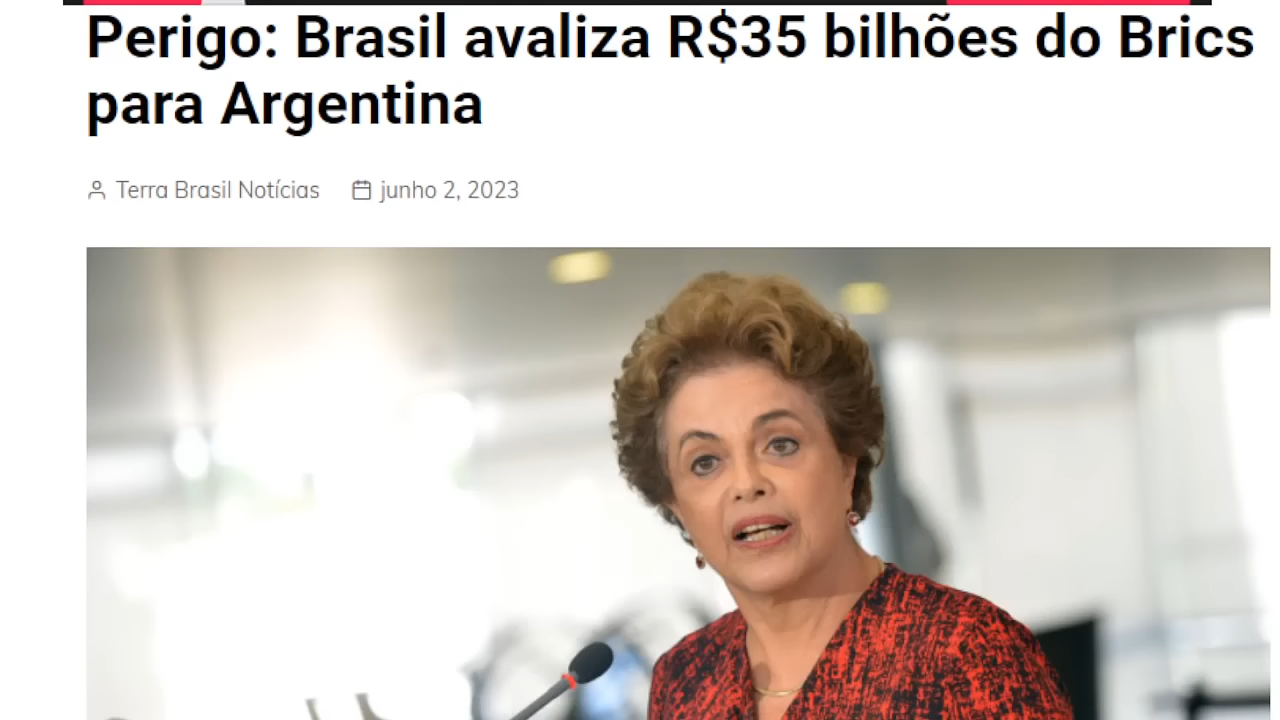 Perigo: Brasil avaliza R$35 bilhões do Brics
para Argentina
Terra Brasil Notícias junho 2, 2023